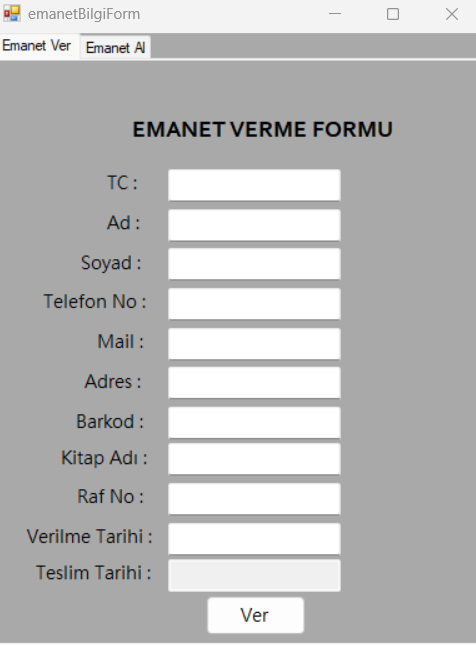 emanetBilgiForm
Emanet Ver Emanet Al
EMANET VERME FORMU
TC :
Ad :
Soyad :
Telefon No :
Mail :
Adres :
Barkod :
Kitap Adı :
Raf No :
Verilme Tarihi :
Teslim Tarihi :
Ver